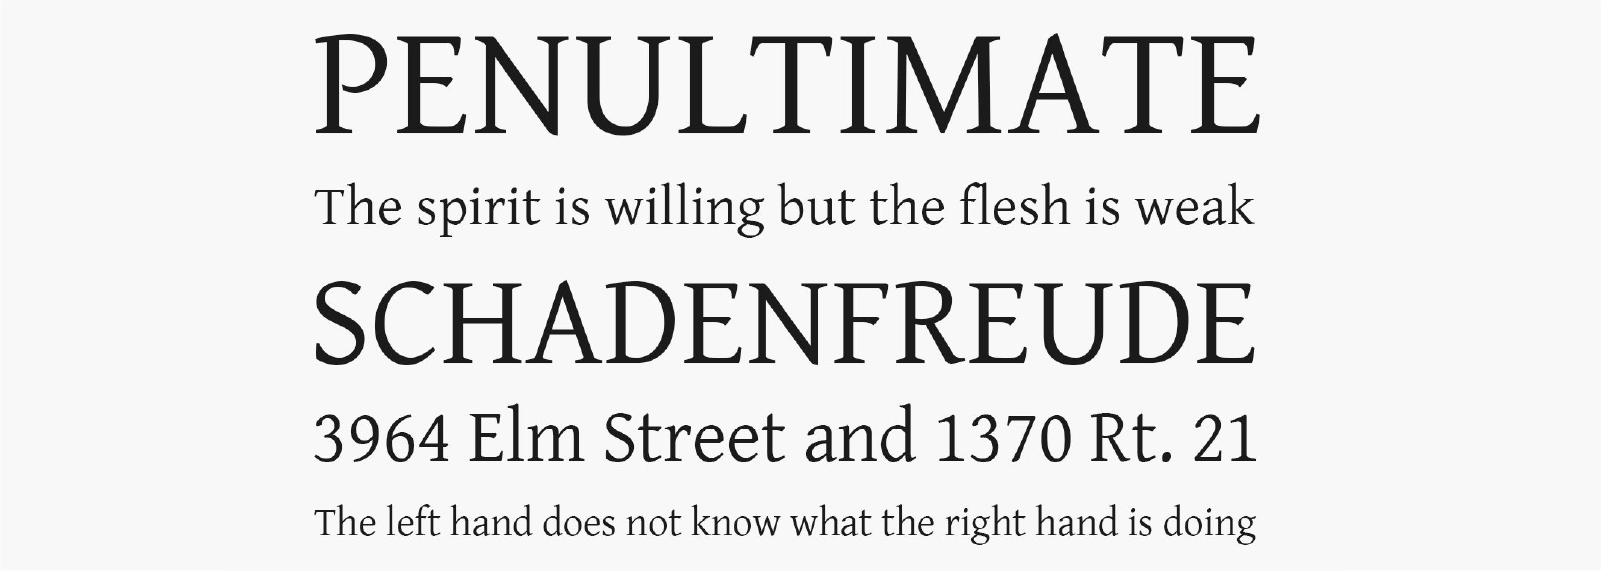 PENULTIMATE
The spirit is willing but the flesh is weak
SCHADENFREUDE
3964 Elm Street and 1370 Rt. 21
The left hand does not know what the right hand is doing